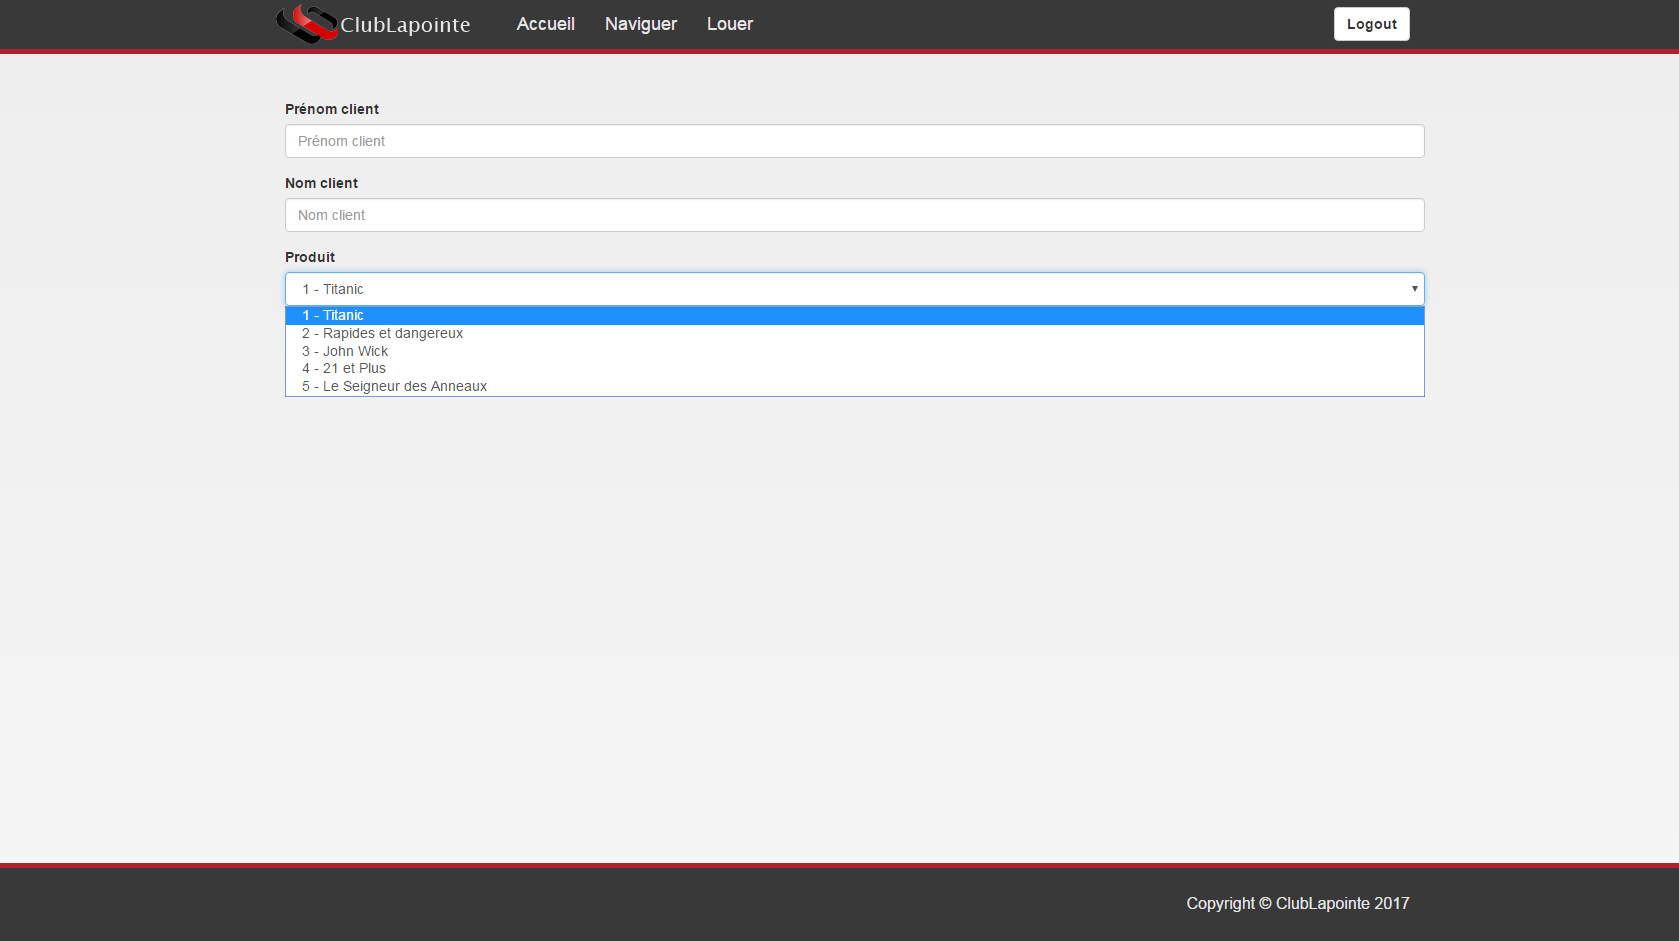 ClubLapointe Accueil Naviguer Louer Logout
Prénom client
Prénom client
Nom client
Nom client
Produit
1 - Titanic
1 - Titanic
2 - Rapides et dangereux
3 - John Wick
4 - 21 et Plus
5 - Le Seigneur des Anneaux
Copyright © ClubLapointe 2017